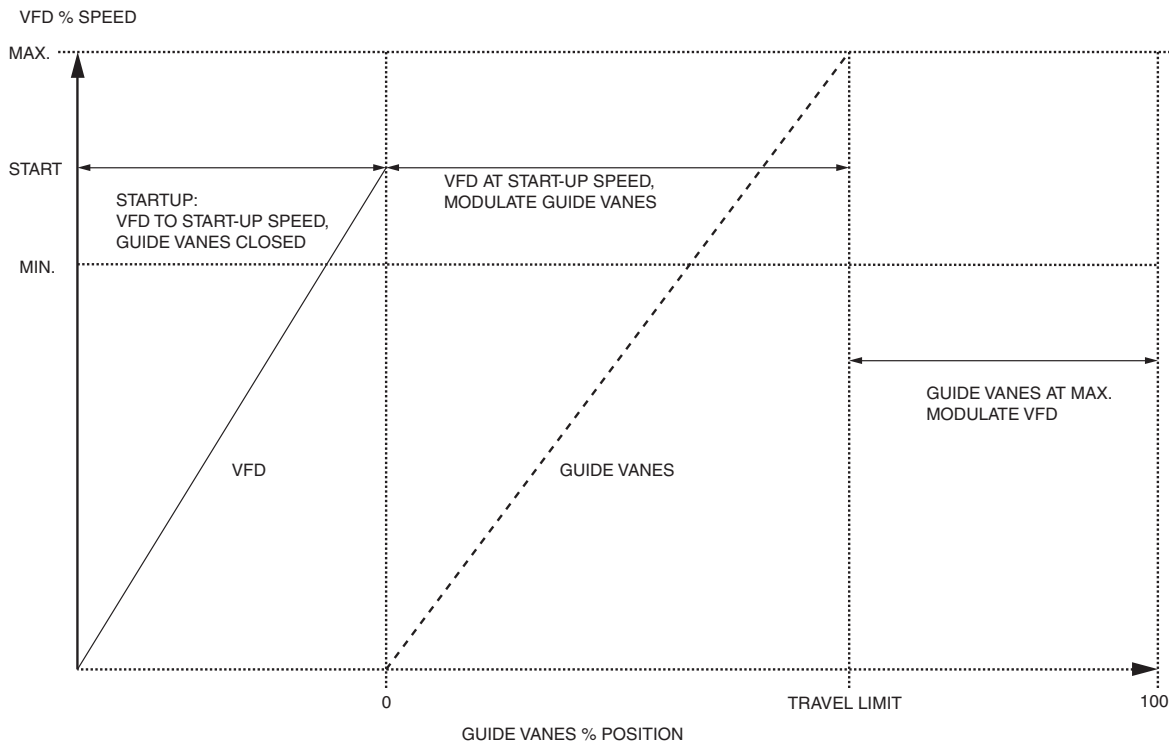 VFD % SPEED
MAX.
START
STARTUP:
VFD TO START-UP SPEED,
GUIDE VANES CLOSED
VFD AT START-UP SPEED,
MODULATE GUIDE VANES
MIN.
GUIDE VANES AT MAX.
MODULATE VFD
VFD
GUIDE VANES
0
TRAVEL LIMIT
100
GUIDE VANES % POSITION